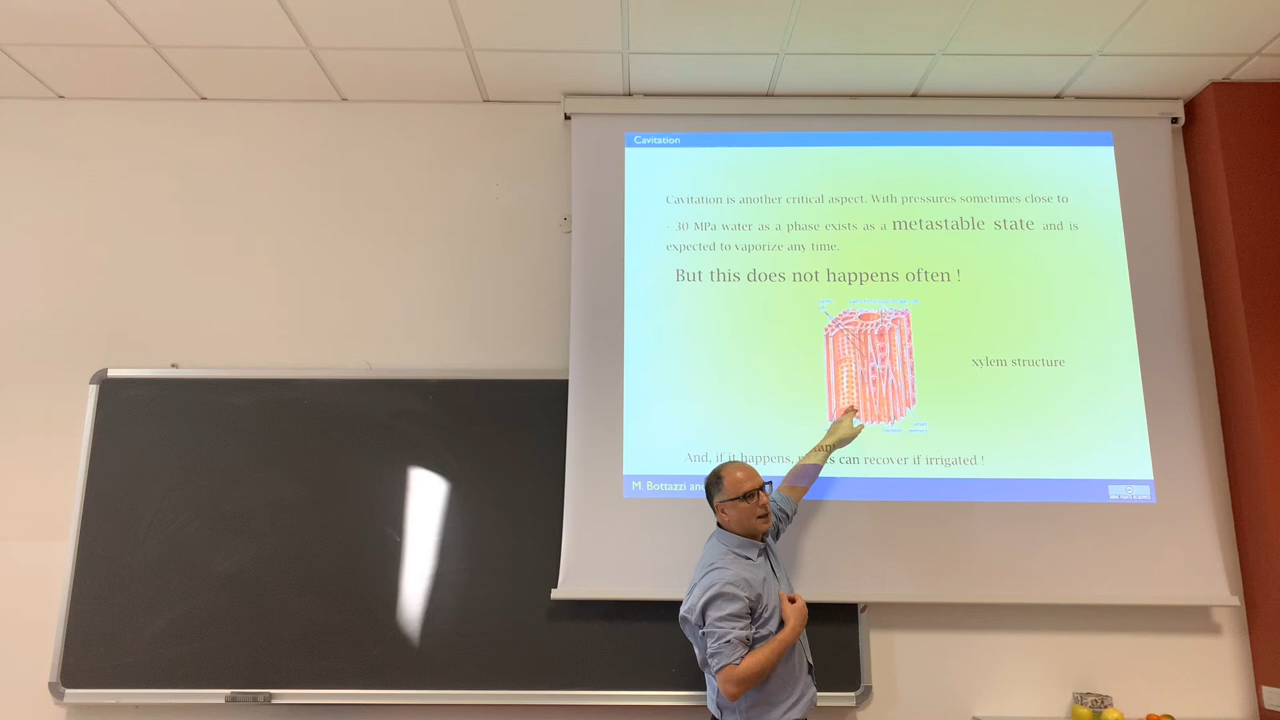 Cavitation
Cavitation is another critical aspect. With pressures sometimes close to
- 30 MPa water as a phase exists as a metastable state and is
expected to vaporize any time.
But this does not happens often !
xylem structure
And, if it happens, can recover if irrigated !
M. Bottazzi and